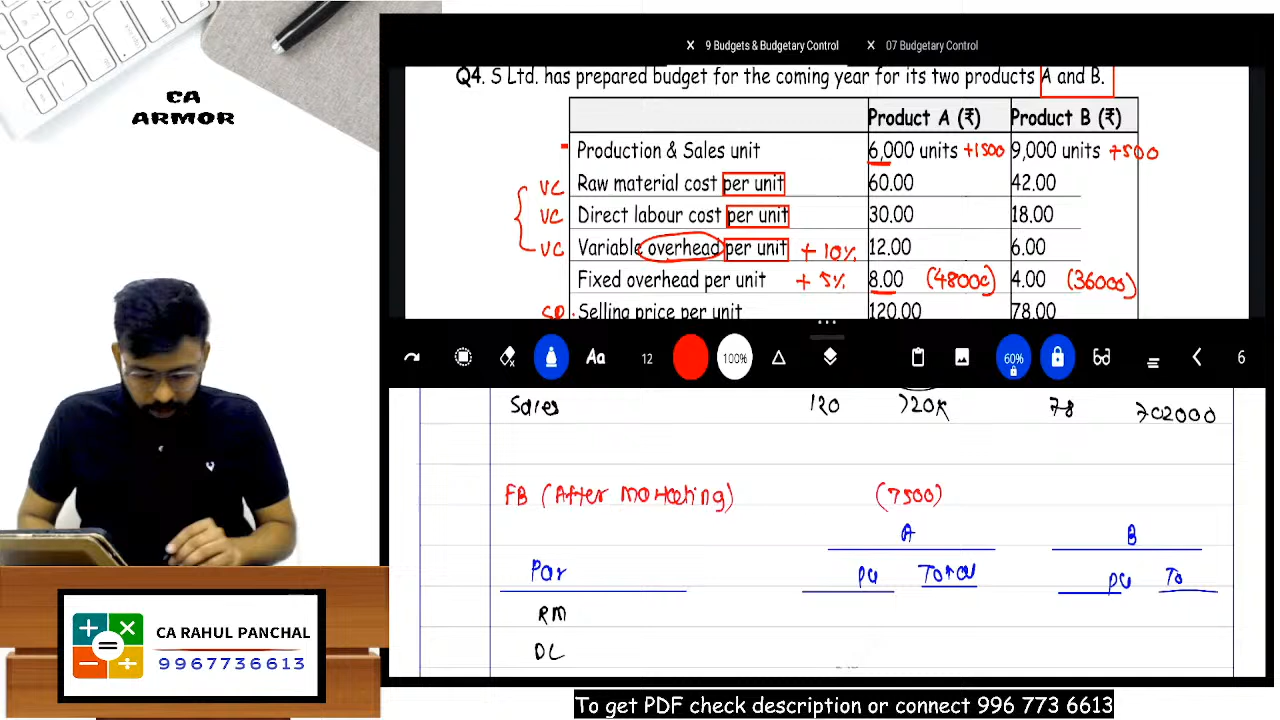 CA
ARMOR
9 Budgets & Budgetary Control
07 Budgetary Control
Q4. S Ltd. has prepared budget for the coming year for its two products A and B.
Product A (₹) Product B (₹)
Production & Sales unit 6,000 units +1500 9,000 units +500
VC Raw material cost per unit 60.00 42.00
VC Direct labour cost per unit 30.00 18.00
VC Variable overhead per unit + 10% 12.00 6.00
Fixed overhead per unit + 5% 8.00 (48000) 4.00 (36000)
SP Selling price per unit 120.00 78.00
Aa 12 100% 60% 6
Sales 120 720K 78 702000
FB (After Marketing) (7500)
A B
Par PU Total PU To
RM
DL
CA RAHUL PANCHAL
9967736613
To get PDF check description or connect 996 773 6613